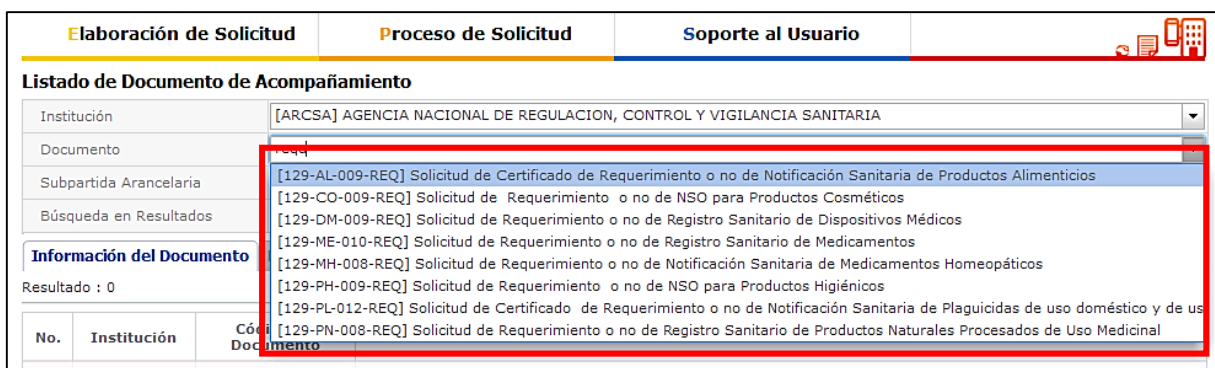 Elaboración de Solicitud Proceso de Solicitud Soporte al Usuario
Listado de Documento de Acompañamiento
Institución [ARCSA] AGENCIA NACIONAL DE REGULACION, CONTROL Y VIGILANCIA SANITARIA
Documento
[129-AL-009-REQ] Solicitud de Certificado de Requerimiento o no de Notificación Sanitaria de Productos Alimenticios
Subpartida Arancelaria
[129-CO-009-REQ] Solicitud de Requerimiento o no de NSO para Productos Cosméticos
Búsqueda en Resultados
[129-DM-009-REQ] Solicitud de Requerimiento o no de Registro Sanitario de Dispositivos Médicos
[129-ME-010-REQ] Solicitud de Requerimiento o no de Registro Sanitario de Medicamentos
Información del Documento
[129-MH-008-REQ] Solicitud de Requerimiento o no de Notificación Sanitaria de Medicamentos Homeopáticos
Resultado : 0
[129-PH-009-REQ] Solicitud de Requerimiento o no de NSO para Productos Higiénicos
[129-PL-012-REQ] Solicitud de Certificado de Requerimiento o no de Notificación Sanitaria de Plaguicidas de uso doméstico y de us
[129-PN-008-REQ] Solicitud de Requerimiento o no de Registro Sanitario de Productos Naturales Procesados de Uso Medicinal
No. Institución
Documento